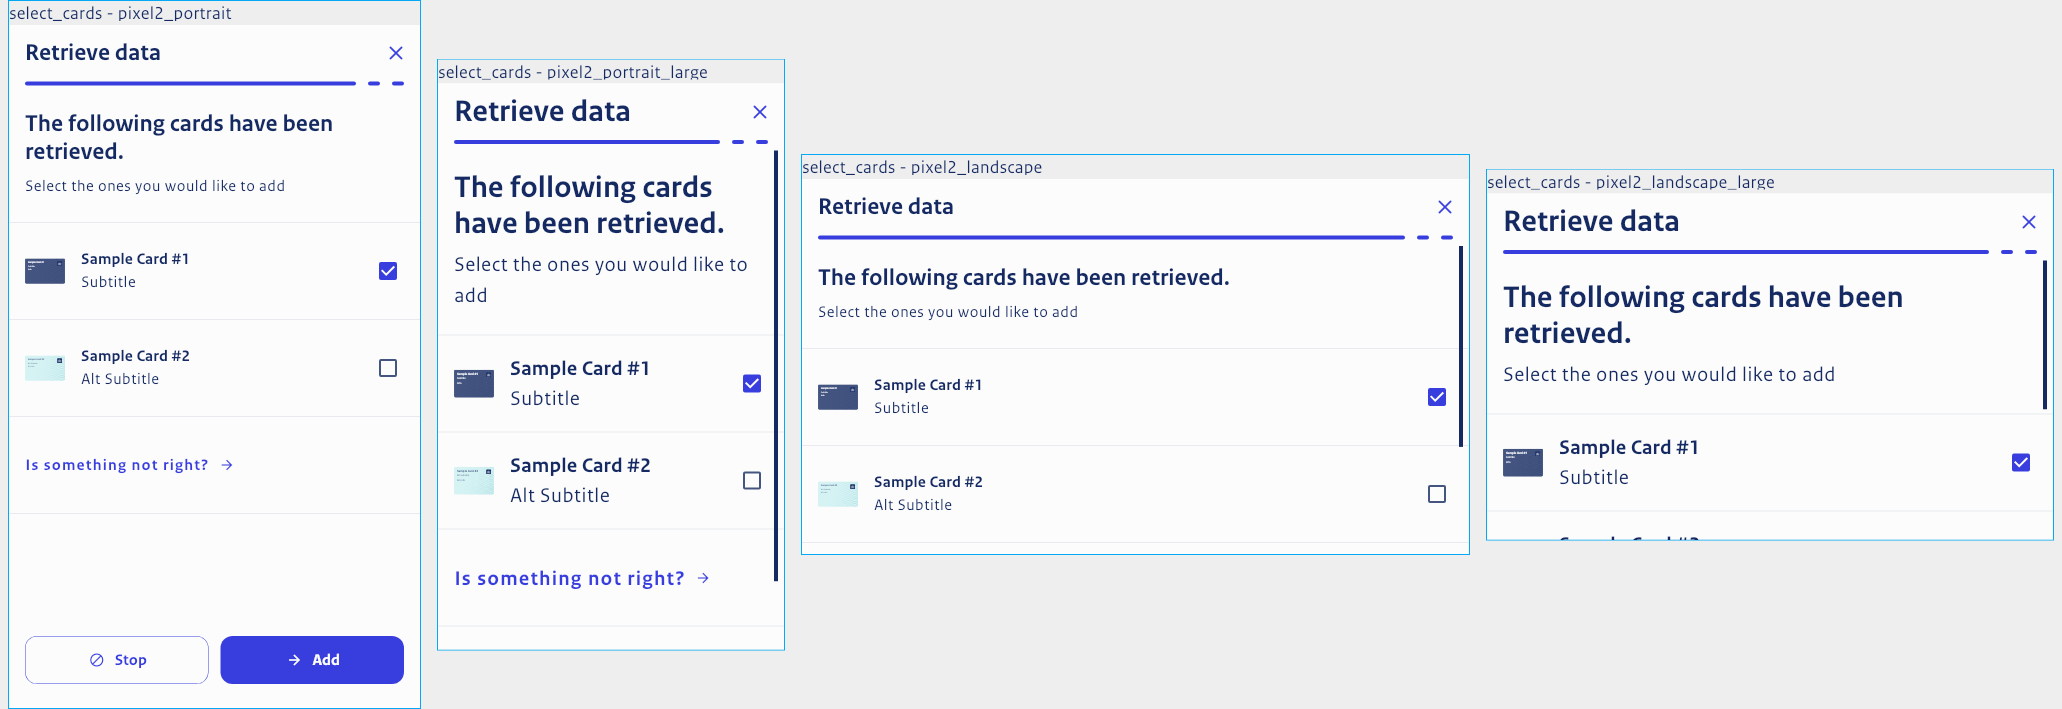 select_cards - pixel2_portrait
Retrieve data
The following cards have been
retrieved.
Select the ones you would like to add
Sample Card #1
Subtitle
Sample Card #2
Alt Subtitle
Is something not right?
Stop
Add
select_cards - pixel2_portrait_large
Retrieve data
The following cards
have been retrieved.
Select the ones you would like to
add
Sample Card #1
Subtitle
Sample Card #2
Alt Subtitle
Is something not right?
select_cards - pixel2_landscape
Retrieve data
The following cards have been retrieved.
Select the ones you would like to add
Sample Card #1
Subtitle
Sample Card #2
Alt Subtitle
select_cards - pixel2_landscape_large
Retrieve data
The following cards have been
retrieved.
Select the ones you would like to add
Sample Card #1
Subtitle